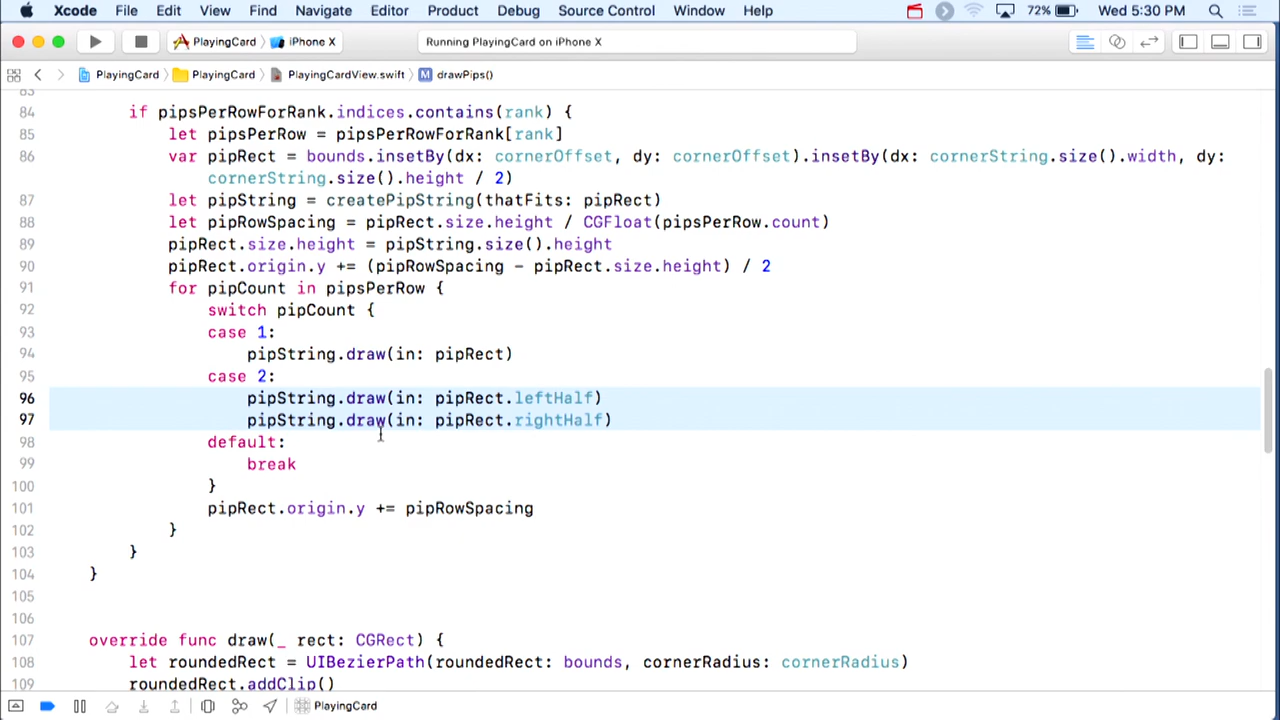 Xcode File Edit View Find Navigate Editor Product Debug Source Control Window Help 72% Wed 5:30 PM
PlayingCard iPhone X Running PlayingCard on iPhone X
PlayingCard PlayingCard PlayingCardView.swift M drawPips()
83
84 if pipsPerRowForRank.indices.contains(rank) {
85 let pipsPerRow = pipsPerRowForRank[rank]
86 var pipRect = bounds.insetBy(dx: cornerOffset, dy: cornerOffset).insetBy(dx: cornerString.size().width, dy:
cornerString.size().height / 2)
87 let pipString = createPipString(thatFits: pipRect)
88 let pipRowSpacing = pipRect.size.height / CGFloat(pipsPerRow.count)
89 pipRect.size.height = pipString.size().height
90 pipRect.origin.y += (pipRowSpacing - pipRect.size.height) / 2
91 for pipCount in pipsPerRow {
92 switch pipCount {
93 case 1:
94 pipString.draw(in: pipRect)
95 case 2:
96 pipString.draw(in: pipRect.leftHalf)
97 pipString.draw(in: pipRect.rightHalf)
98 default:
99 break
100 }
101 pipRect.origin.y += pipRowSpacing
102 }
103 }
104 }
105
106
107 override func draw(_ rect: CGRect) {
108 let roundedRect = UIBezierPath(roundedRect: bounds, cornerRadius: cornerRadius)
109 roundedRect.addClip()
PlayingCard